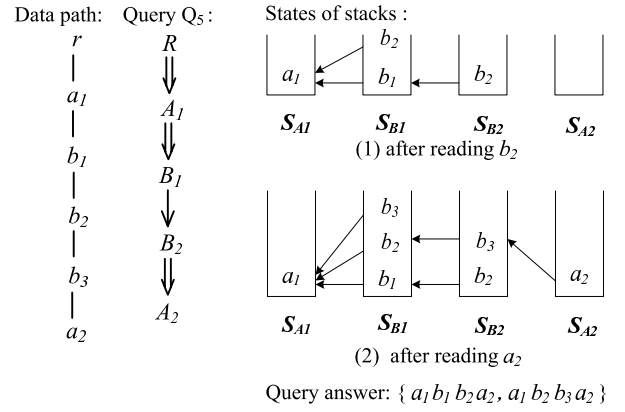 Data path:
r
a1
b1
b2
b3
a2
Query Q5 :
R
A1
B1
B2
A2
States of stacks :
b2
a1 b1 b2
SA1 SB1 SB2 SA2
(1) after reading b2
b3
b2 b3
a1 b1 b2 a2
SA1 SB1 SB2 SA2
(2) after reading a2
Query answer: { a1 b1 b2 a2 , a1 b2 b3 a2 }